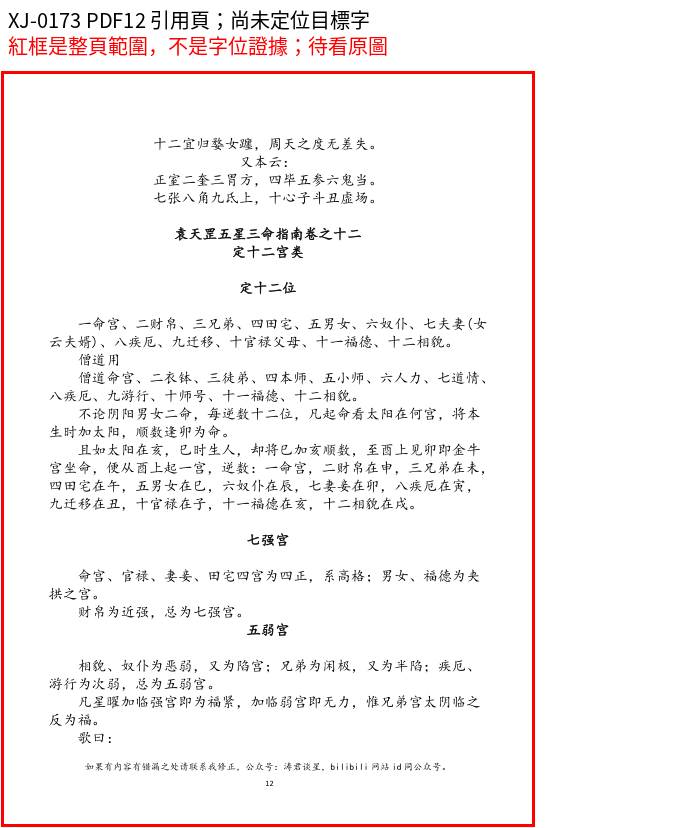 XJ-0173 PDF12 引用頁；尚未定位目標字
紅框是整頁範圍，不是字位證據；待看原圖
十二宜归婺女躔，周天之度无差失。
又本云：
正室二奎三胃方，四毕五参六鬼当。
七张八角九氐上，十心子斗丑虚场。
袁天罡五星三命指南卷之十二
定十二宫类
定十二位
一命宫、二财帛、三兄弟、四田宅、五男女、六奴仆、七夫妻(女
云夫婿)、八疾厄、九迁移、十官禄父母、十一福德、十二相貌。
僧道用
僧道命宫、二衣钵、三徒弟、四本师、五小师、六人力、七道情、
八疾厄、九游行、十师号、十一福德、十二相貌。
不论阴阳男女二命，每逆数十二位，凡起命看太阳在何宫，将本
生时加太阳，顺数逢卯为命。
且如太阳在亥，巳时生人，却将巳加亥顺数，至酉上见卯即金牛
宫坐命，便从酉上起一宫，逆数：一命宫，二财帛在申，三兄弟在未，
四田宅在午，五男女在巳，六奴仆在辰，七妻妾在卯，八疾厄在寅，
九迁移在丑，十官禄在子，十一福德在亥，十二相貌在戌。
七强宫
命宫、官禄、妻妾、田宅四宫为四正，系高格；男女、福德为夹
拱之宫。
财帛为近强，总为七强宫。
五弱宫
相貌、奴仆为恶弱，又为陷宫；兄弟为闲极，又为半陷；疾厄、
游行为次弱，总为五弱宫。
凡星曜加临强宫即为福紧，加临弱宫即无力，惟兄弟宫太阴临之
反为福。
歌曰：
如果有内容有错漏之处请联系我修正，公众号：涛君谈星，bilibili 网站 id 同公众号。
12